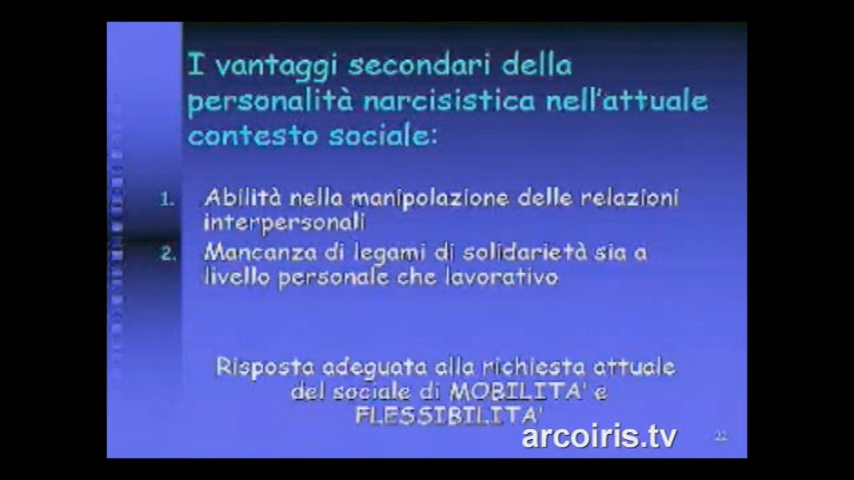 I vantaggi secondari della
personalità narcisistica nell'attuale
contesto sociale:
1. Abilità nella manipolazione delle relazioni
interpersonali
2. Mancanza di legami di solidarietà sia a
livello personale che lavorativo
Risposta adeguata alla richiesta attuale
del sociale di MOBILITA' e
FLESSIBILITA'
arcoiris.tv